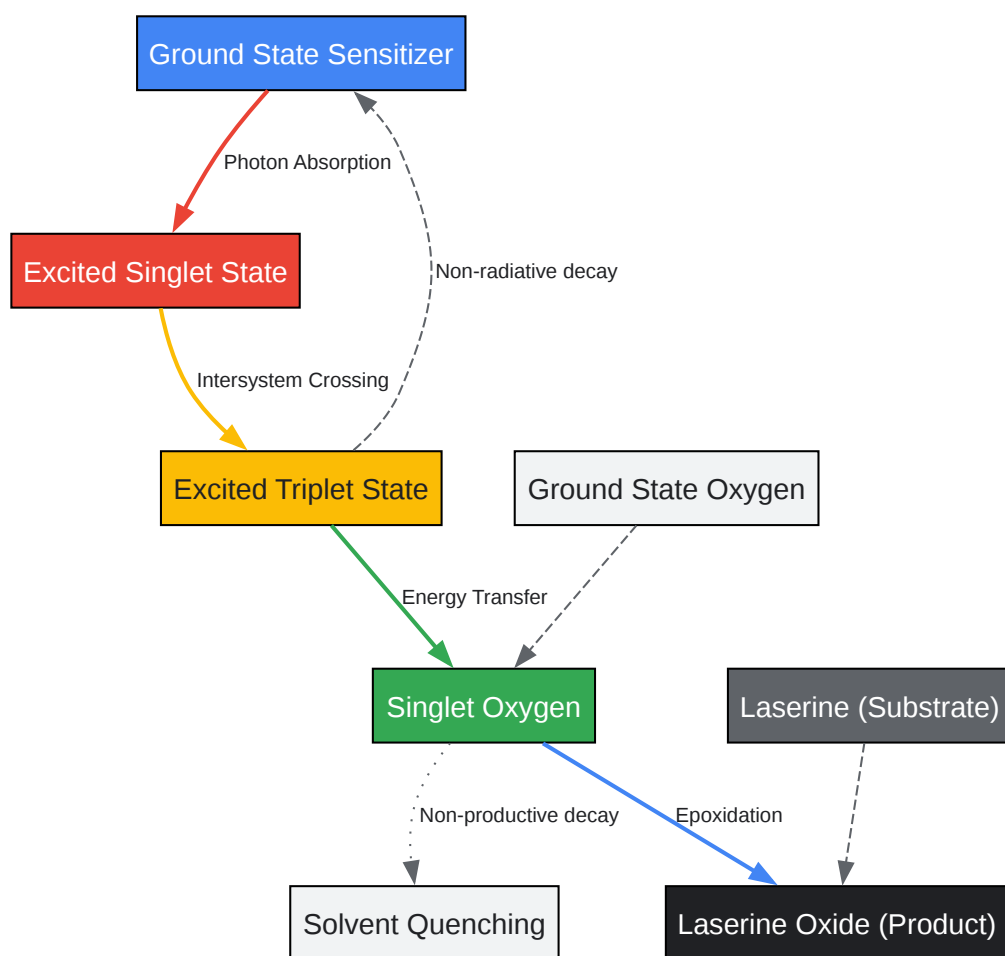 Ground State Sensitizer
Photon Absorption
Excited Singlet State
Non-radiative decay
Intersystem Crossing
Excited Triplet State
Ground State Oxygen
Energy Transfer
Singlet Oxygen
Laserine (Substrate)
Non-productive decay
Epoxidation
Solvent Quenching
Laserine Oxide (Product)